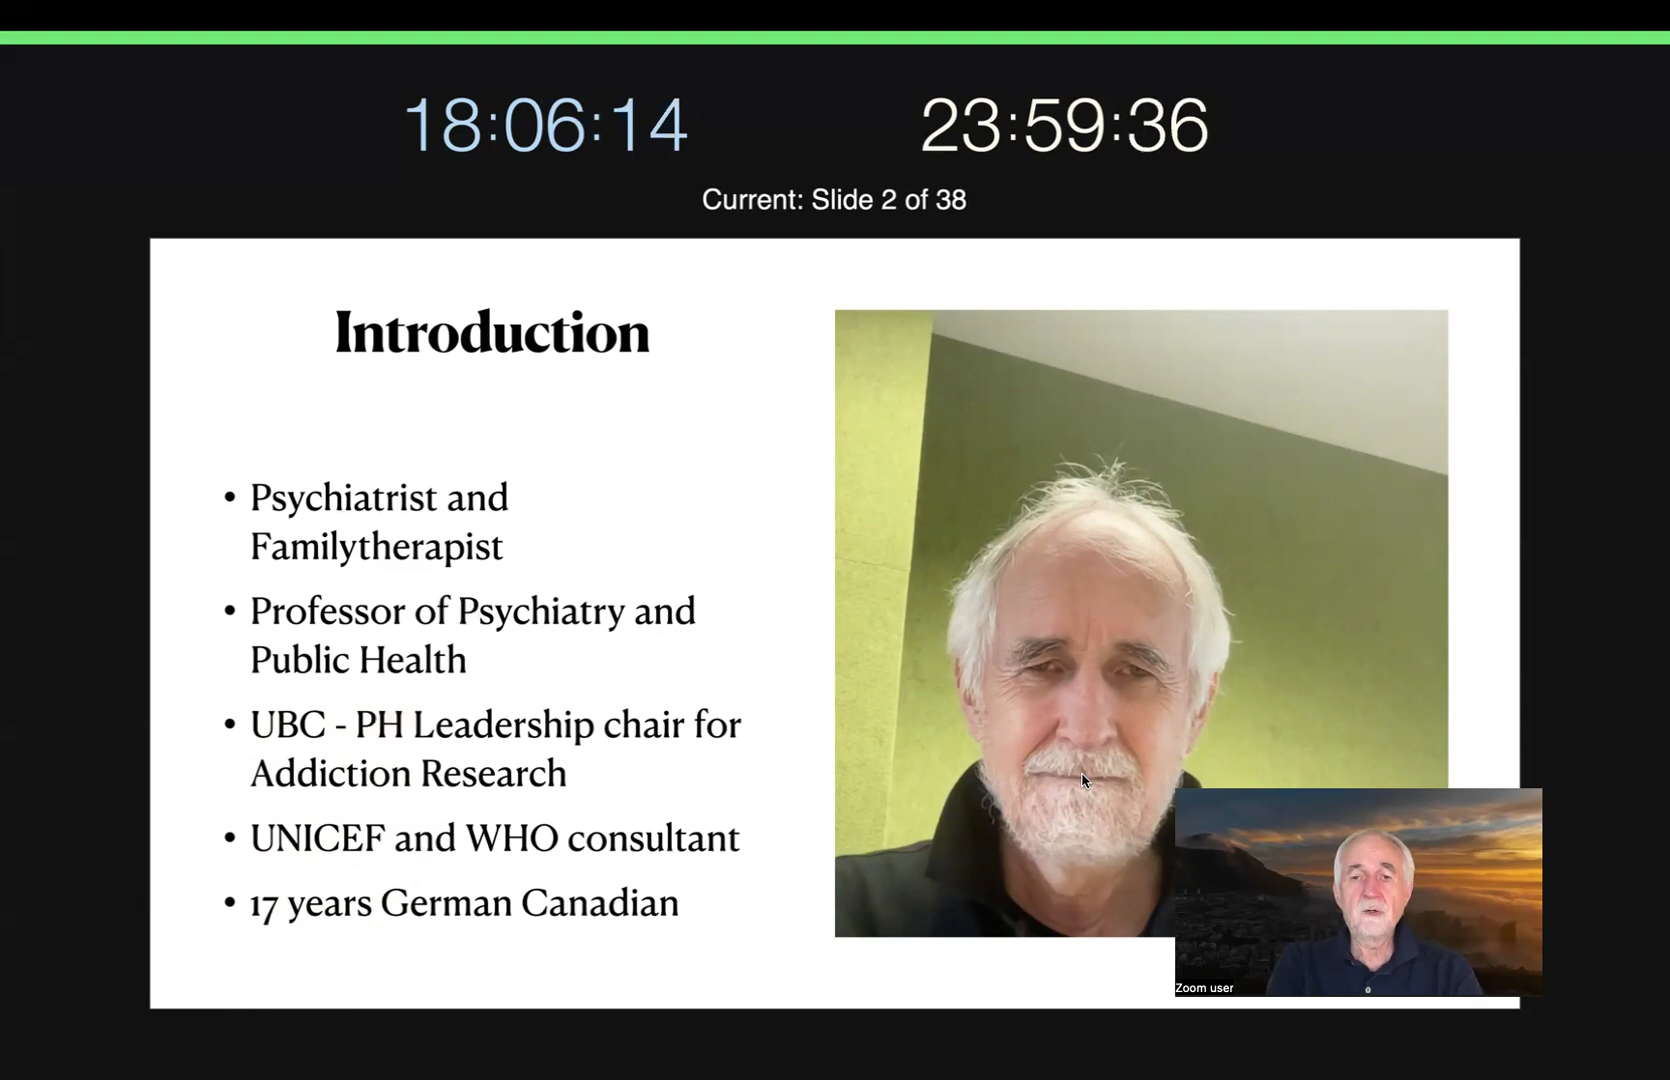 18:06:14
23:59:36
Current: Slide 2 of 38
Introduction
• Psychiatrist and
Familytherapist
• Professor of Psychiatry and
Public Health
• UBC - PH Leadership chair for
Addiction Research
• UNICEF and WHO consultant
• 17 years German Canadian
Zoom user